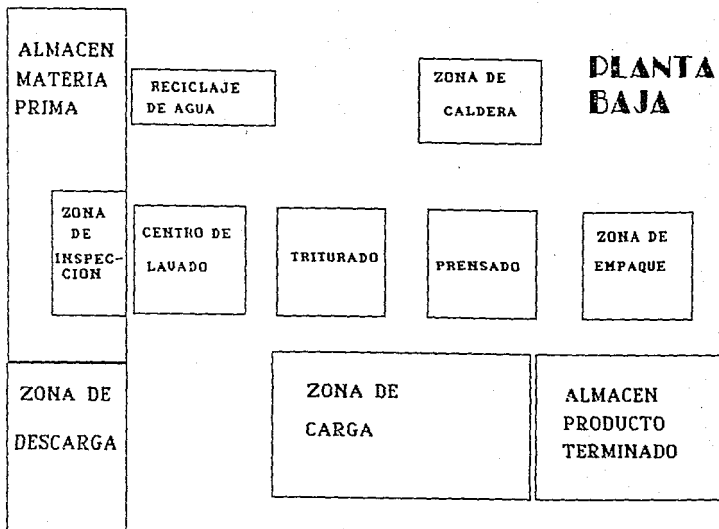 ALMACEN
MATERIA
PRIMA
RECICLAJE
DE AGUA
ZONA DE
CALDERA
PLANTA
BAJA
ZONA
DE
INSPEC-
CION
CENTRO DE
LAVADO
TRITURADO
PRENSADO
ZONA DE
EMPAQUE
ZONA DE
DESCARGA
ZONA DE
CARGA
ALMACEN
PRODUCTO
TERMINADO